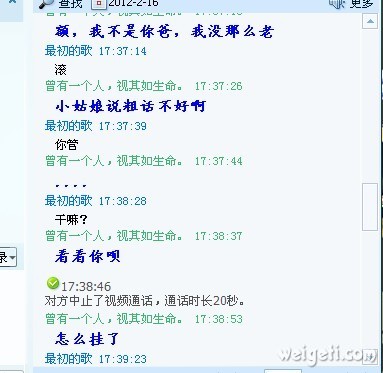 查找 2012-2-16 更多
曾有一个人，视其如生命。 17:36:
额，我不是你爸，我没那么老
最初的歌 17:37:14
滚
曾有一个人，视其如生命。 17:37:26
小姑娘说粗话不好啊
最初的歌 17:37:39
你管
曾有一个人，视其如生命。 17:37:44
....
最初的歌 17:38:28
干嘛？
曾有一个人，视其如生命。 17:38:37
看看你呗
17:38:46
对方中止了视频通话，通话时长20秒。
曾有一个人，视其如生命。 17:38:53
怎么挂了
录
最初的歌 17:39:23
weigeti.com